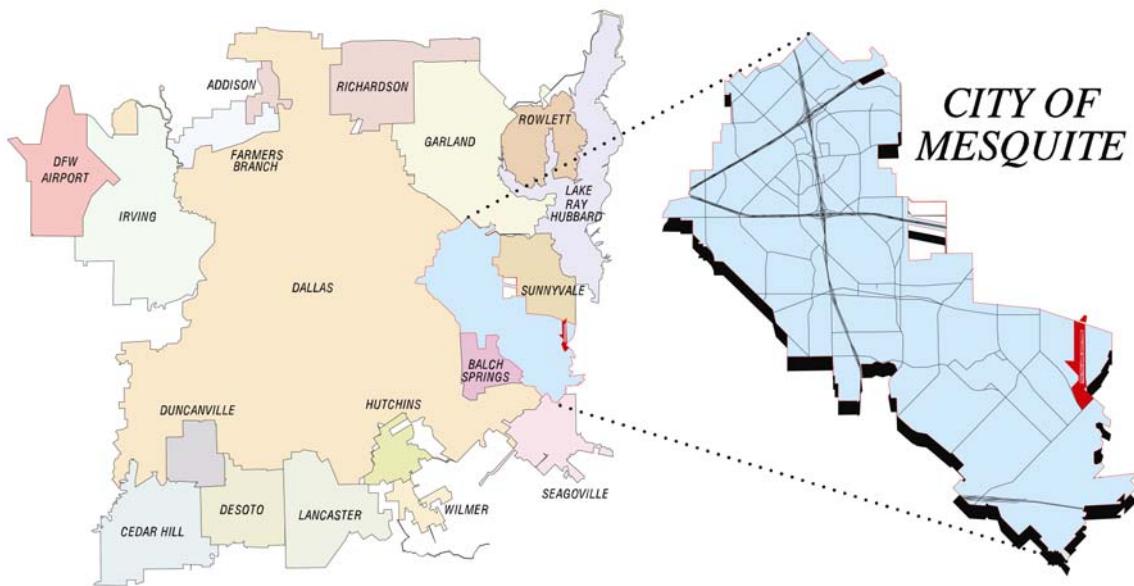 ADDISON
RICHARDSON
ROWLETT
GARLAND
DFW
AIRPORT
FARMERS
BRANCH
LAKE
RAY
HUBBARD
IRVING
DALLAS
SUNNYVALE
BALCH
SPRINGS
DUNCANVILLE
HUTCHINS
SEAGOVILLE
WILMER
DESOTO
LANCASTER
CEDAR HILL
CITY OF
MESQUITE